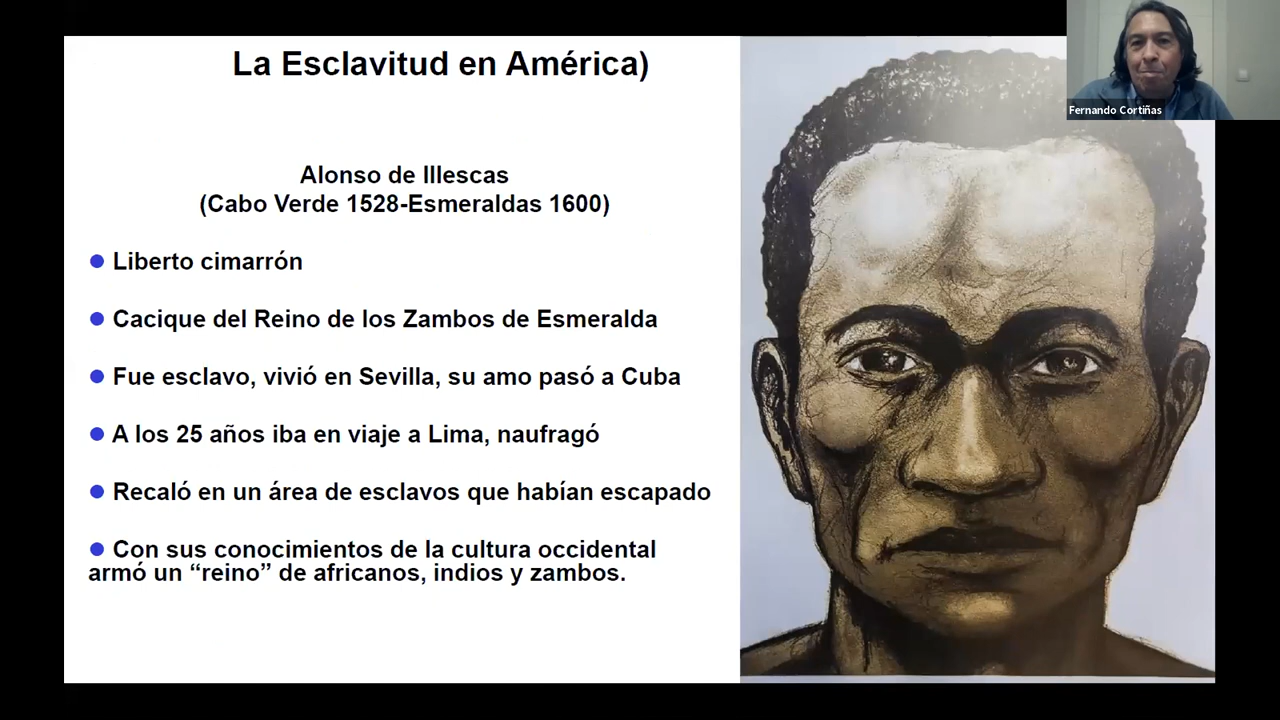 La Esclavitud en América)
Fernando Cortiñas
Alonso de Illescas
(Cabo Verde 1528-Esmeraldas 1600)
● Liberto cimarrón
● Cacique del Reino de los Zambos de Esmeralda
● Fue esclavo, vivió en Sevilla, su amo pasó a Cuba
● A los 25 años iba en viaje a Lima, naufragó
● Recaló en un área de esclavos que habían escapado
● Con sus conocimientos de la cultura occidental
armó un “reino” de africanos, indios y zambos.